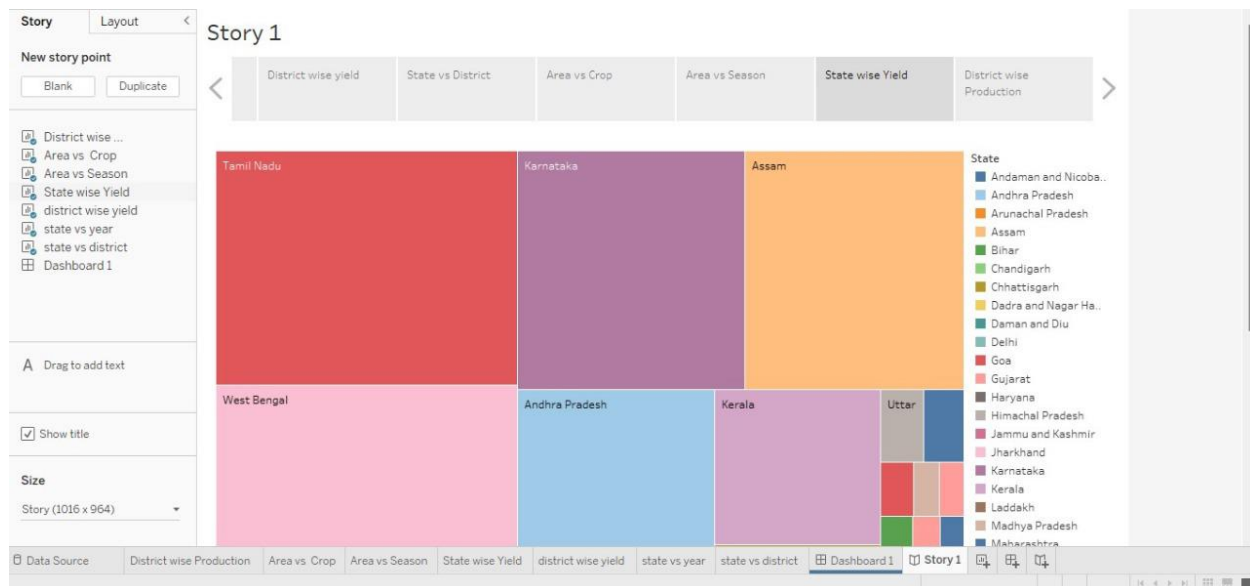 Story
Layout
New story point
Blank
Duplicate
District wise ...
Area vs Crop
Area vs Season
State wise Yield
district wise yield
state vs year
state vs district
Dashboard 1
A Drag to add text
Show title
Size
Story (1016 x 964)
Story 1
District wise yield
State vs District
Area vs Crop
Area vs Season
State wise Yield
District wise
Production
Tamil Nadu
Karnataka
Assam
West Bengal
Andhra Pradesh
Kerala
Uttar
State
Andaman and Nicoba..
Andhra Pradesh
Arunachal Pradesh
Assam
Bihar
Chandigarh
Chhattisgarh
Dadra and Nagar Ha..
Daman and Diu
Delhi
Goa
Gujarat
Haryana
Himachal Pradesh
Jammu and Kashmir
Jharkhand
Karnataka
Kerala
Laddakh
Madhya Pradesh
Maharashtra
Data Source
District wise Production
Area vs Crop
Area vs Season
State wise Yield
district wise yield
state vs year
state vs district
Dashboard 1
Story 1